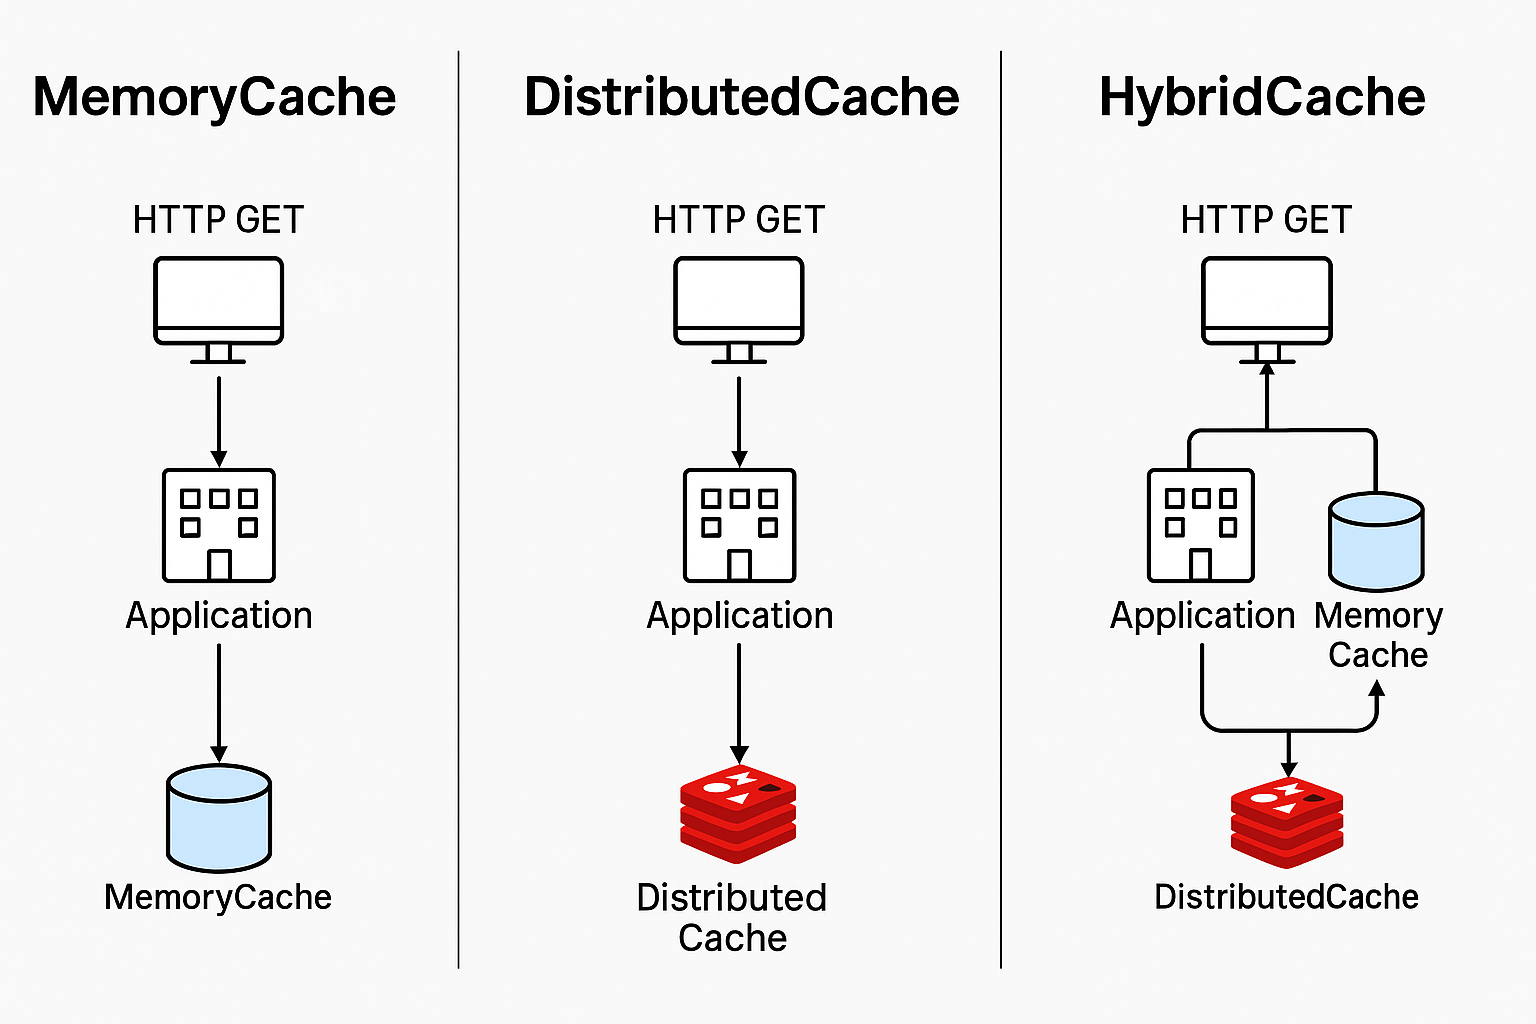 MemoryCache
HTTP GET
Application
MemoryCache
DistributedCache
HTTP GET
Application
Distributed
Cache
HybridCache
HTTP GET
Application
Memory
Cache
DistributedCache